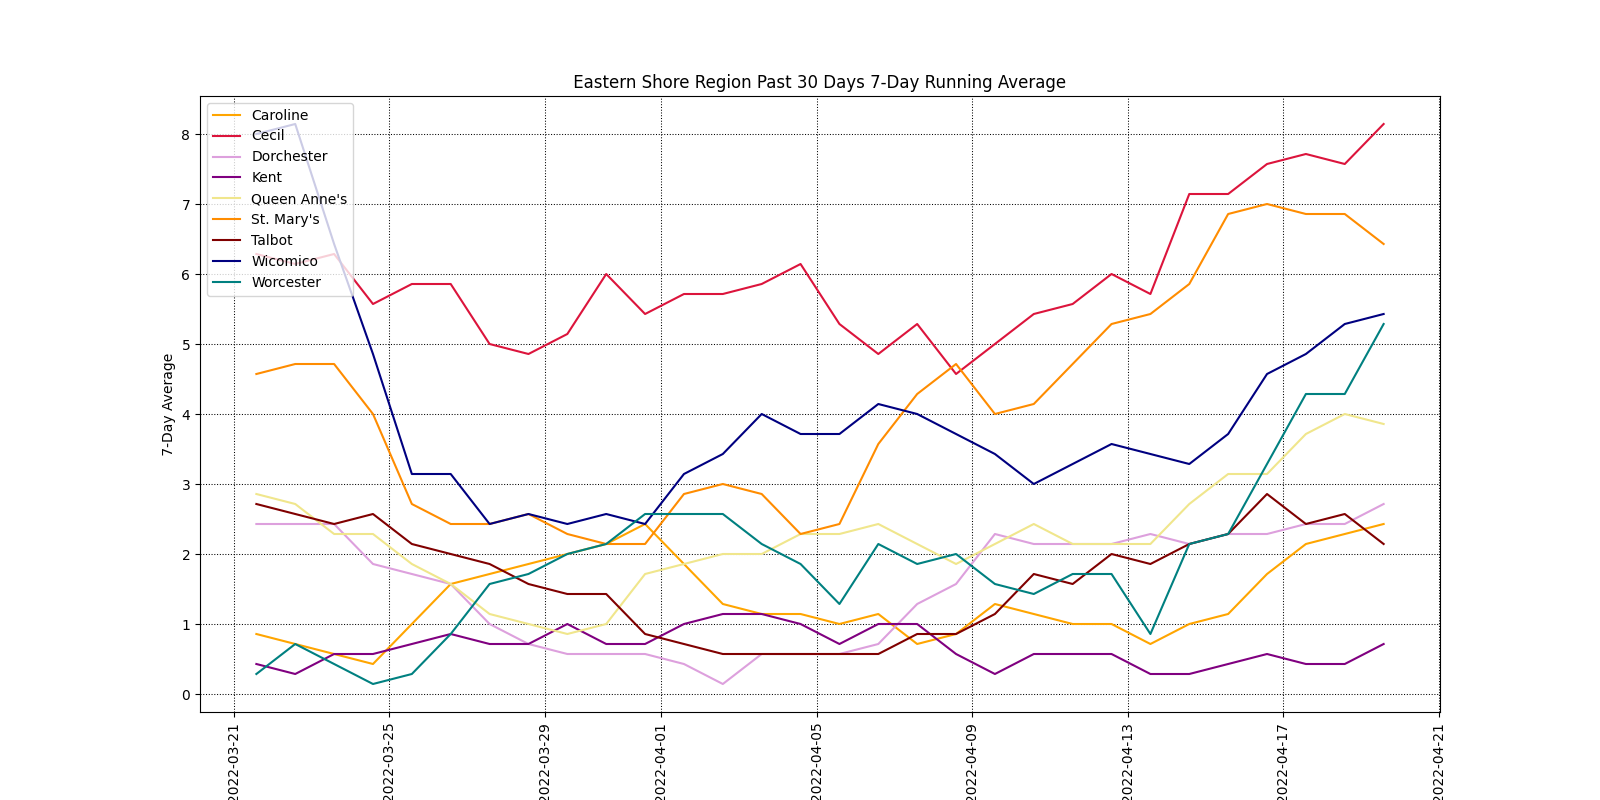 Eastern Shore Region Past 30 Days 7-Day Running Average
Caroline
Cecil
Dorchester
Kent
Queen Anne's
St. Mary's
Talbot
Wicomico
Worcester
7-Day Average
8
7
6
5
4
3
2
1
0
2022-03-21
2022-03-25
2022-03-29
2022-04-01
2022-04-05
2022-04-09
2022-04-13
2022-04-17
2022-04-21